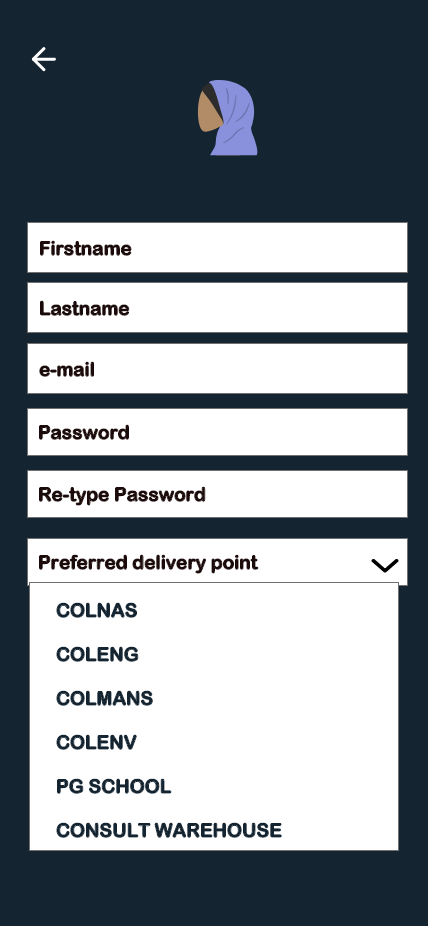 Firstname
Lastname
e-mail
Password
Re-type Password
Preferred delivery point
COLNAS
COLENG
COLMANS
COLENV
PG SCHOOL
CONSULT WAREHOUSE